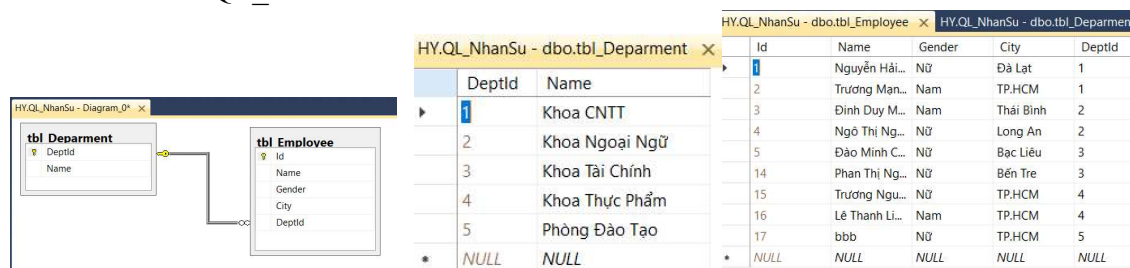 HY.QL_NhanSu - Diagram_0*
tbl_Deparment
DeptId
Name
tbl_Employee
Id
Name
Gender
City
DeptId
HY.QL_NhanSu - dbo.tbl_Deparment
DeptId Name
1 Khoa CNTT
2 Khoa Ngoại Ngữ
3 Khoa Tài Chính
4 Khoa Thực Phẩm
5 Phòng Đào Tạo
NULL NULL
HY.QL_NhanSu - dbo.tbl_Employee HY.QL_NhanSu - dbo.tbl_Deparmen
Id Name Gender City DeptId
1 Nguyễn Hải... Nữ Đà Lạt 1
2 Trương Mạn... Nam TP.HCM 1
3 Đinh Duy M... Nam Thái Bình 2
4 Ngô Thị Ng... Nữ Long An 2
5 Đào Minh C... Nữ Bạc Liêu 3
14 Phan Thị Ng... Nữ Bến Tre 3
15 Trương Ngu... Nữ TP.HCM 4
16 Lê Thanh Li... Nam TP.HCM 4
17 bbb Nữ TP.HCM 5
NULL NULL NULL NULL NULL